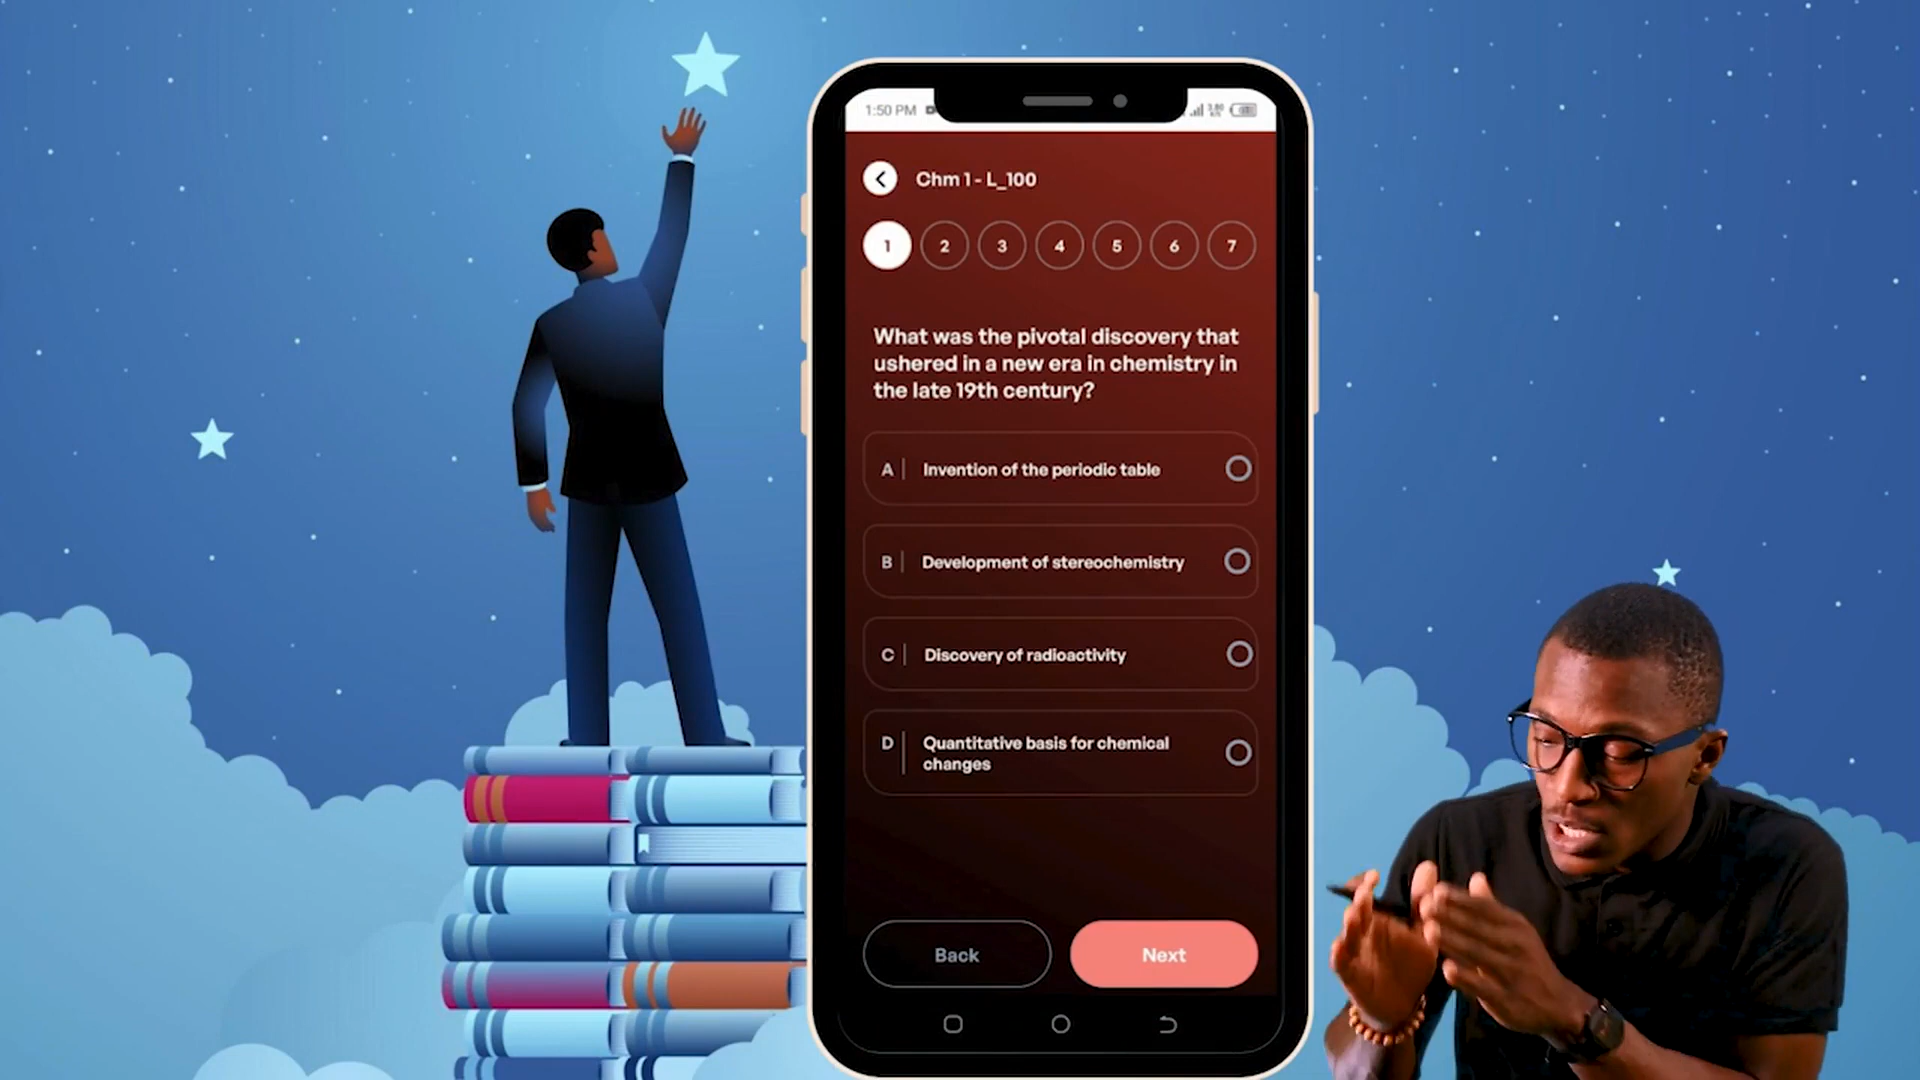 1:50 PM
Chm 1 - L_100
1 2 3 4 5 6 7
What was the pivotal discovery that
ushered in a new era in chemistry in
the late 19th century?
A Invention of the periodic table
B Development of stereochemistry
C Discovery of radioactivity
D Quantitative basis for chemical
changes
Back Next